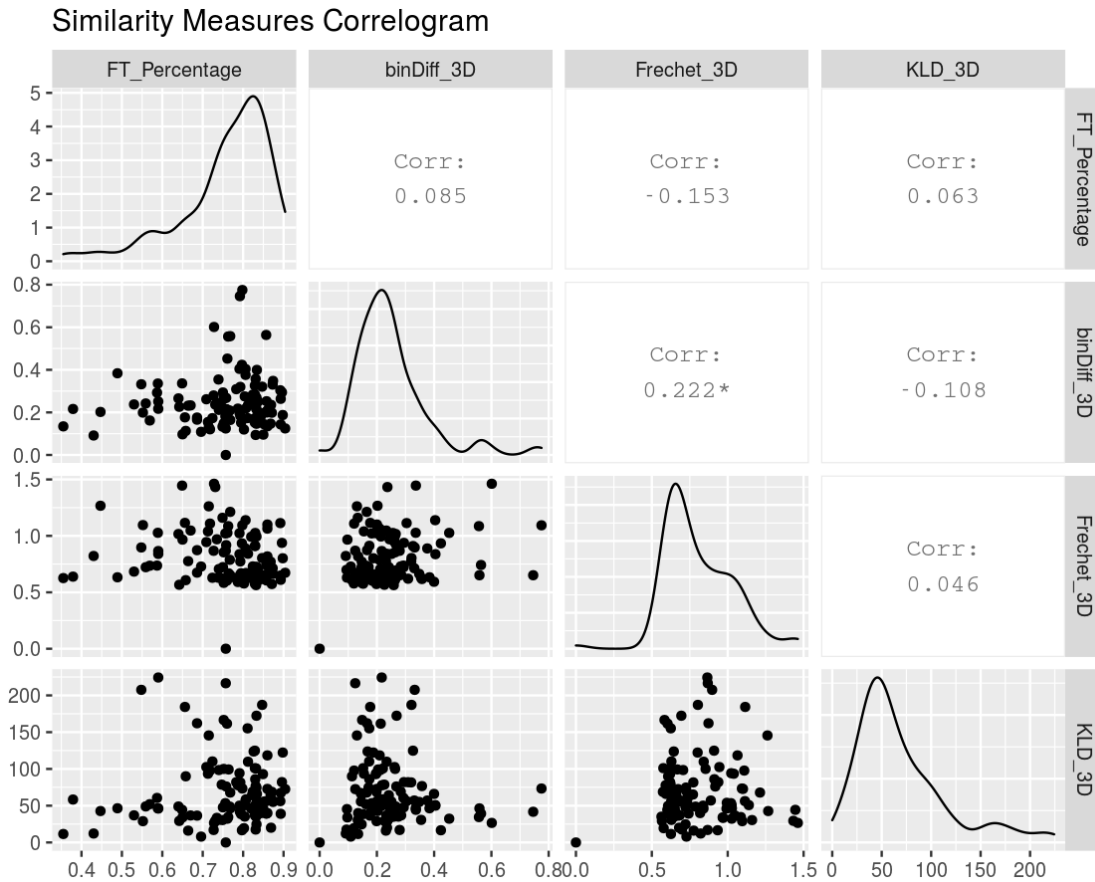 Similarity Measures Correlogram
FT_Percentage
binDiff_3D
Frechet_3D
KLD_3D
5
4
3
2
1
0
Corr:
0.085
Corr:
-0.153
Corr:
0.063
FT_Percentage
0.8
0.6
0.4
0.2
0.0
Corr:
0.222*
Corr:
-0.108
binDiff_3D
1.5
1.0
0.5
0.0
Corr:
0.046
Frechet_3D
200
150
100
50
0
KLD_3D
0.4 0.5 0.6 0.7 0.8 0.9
0.0 0.2 0.4 0.6 0.8
0.0 0.5 1.0 1.5
0 50 100 150 200